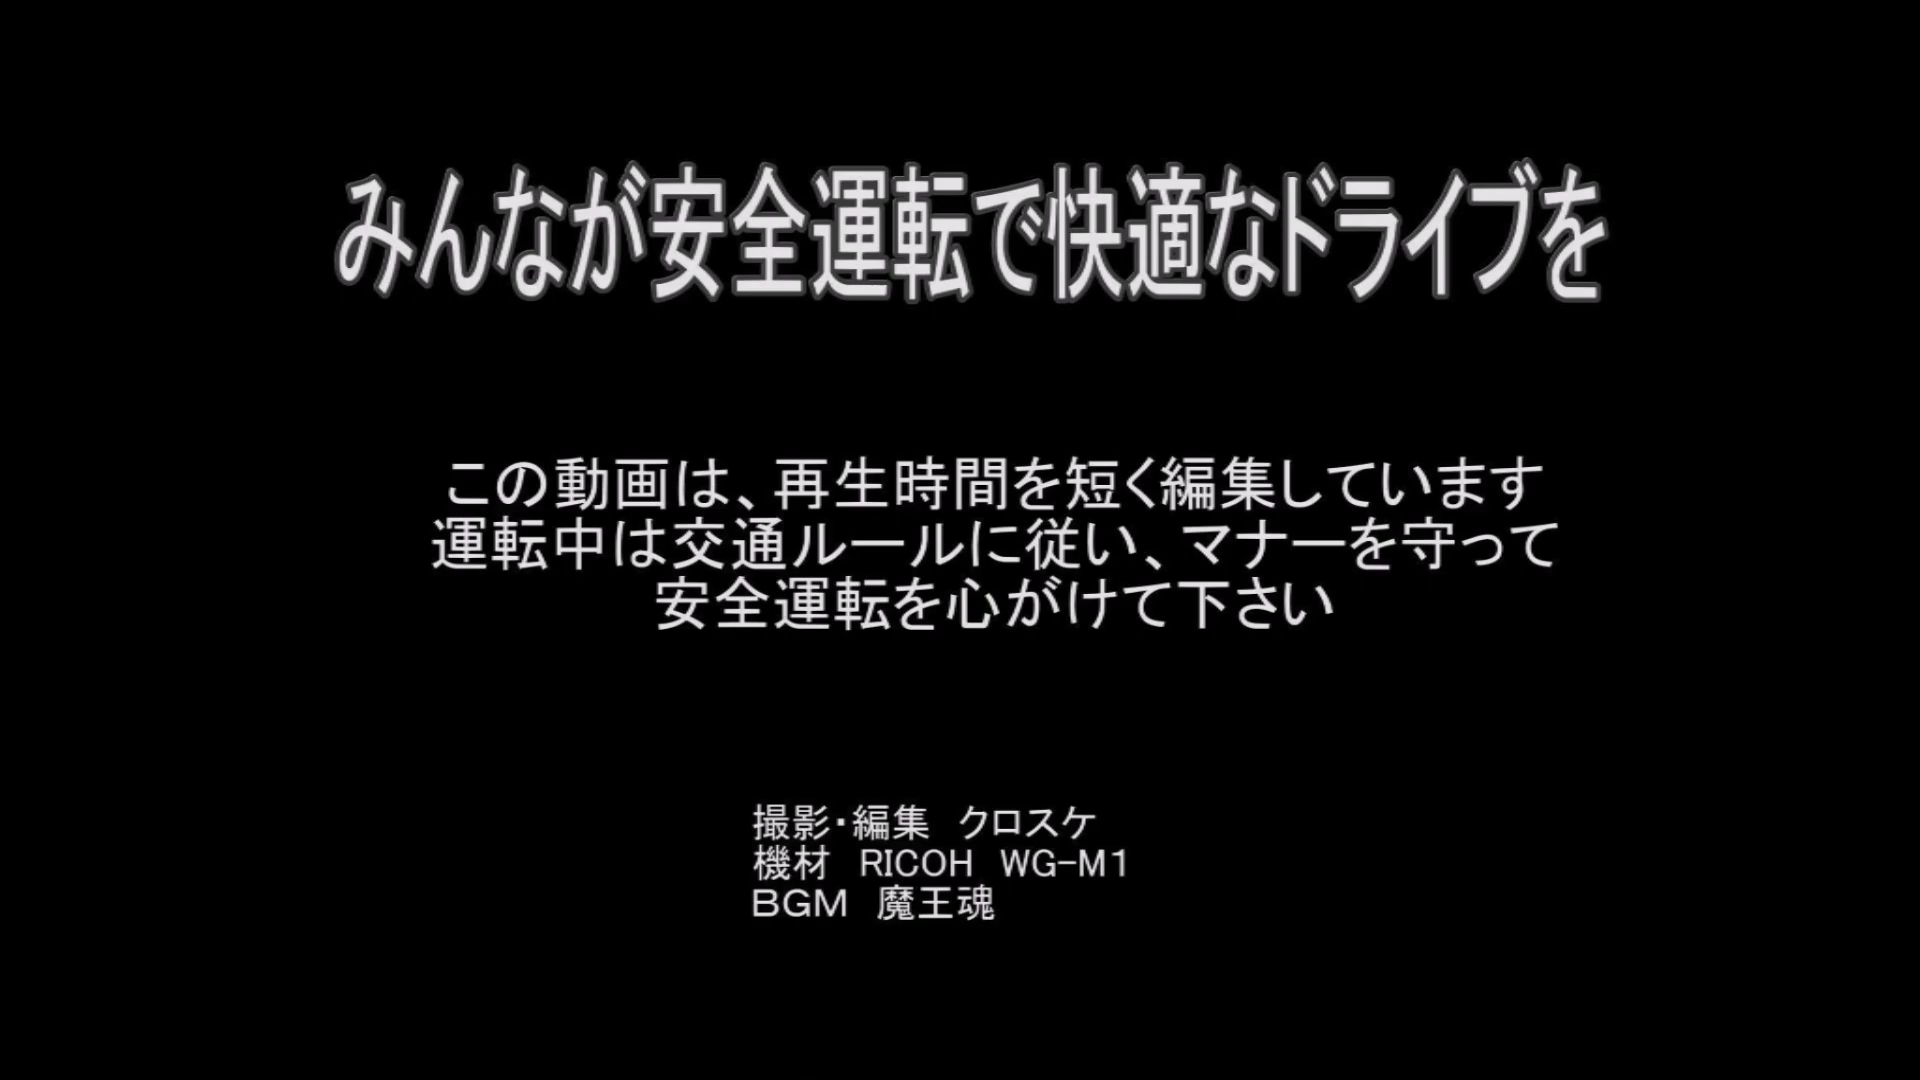 みんなが安全運転で快適なドライブを
この動画は、再生時間を短く編集しています
運転中は交通ルールに従い、マナーを守って
安全運転を心がけて下さい
撮影・編集　クロスケ
機材　RICOH　WG-M1
BGM　魔王魂